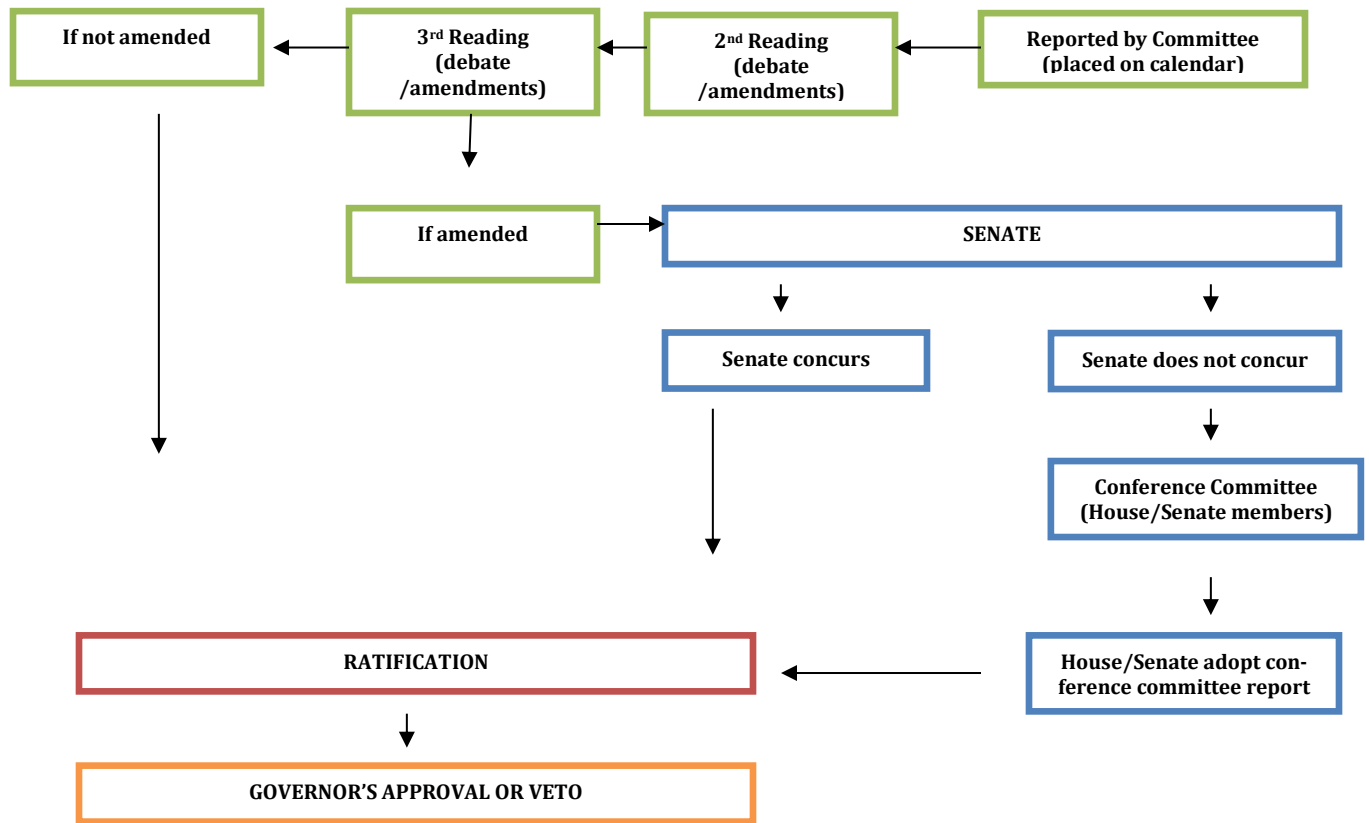 If not amended
3rd Reading
(debate
/amendments)
2nd Reading
(debate
/amendments)
Reported by Committee
(placed on calendar)
If amended
SENATE
Senate concurs
Senate does not concur
Conference Committee
(House/Senate members)
RATIFICATION
House/Senate adopt con-
ference committee report
GOVERNOR’S APPROVAL OR VETO